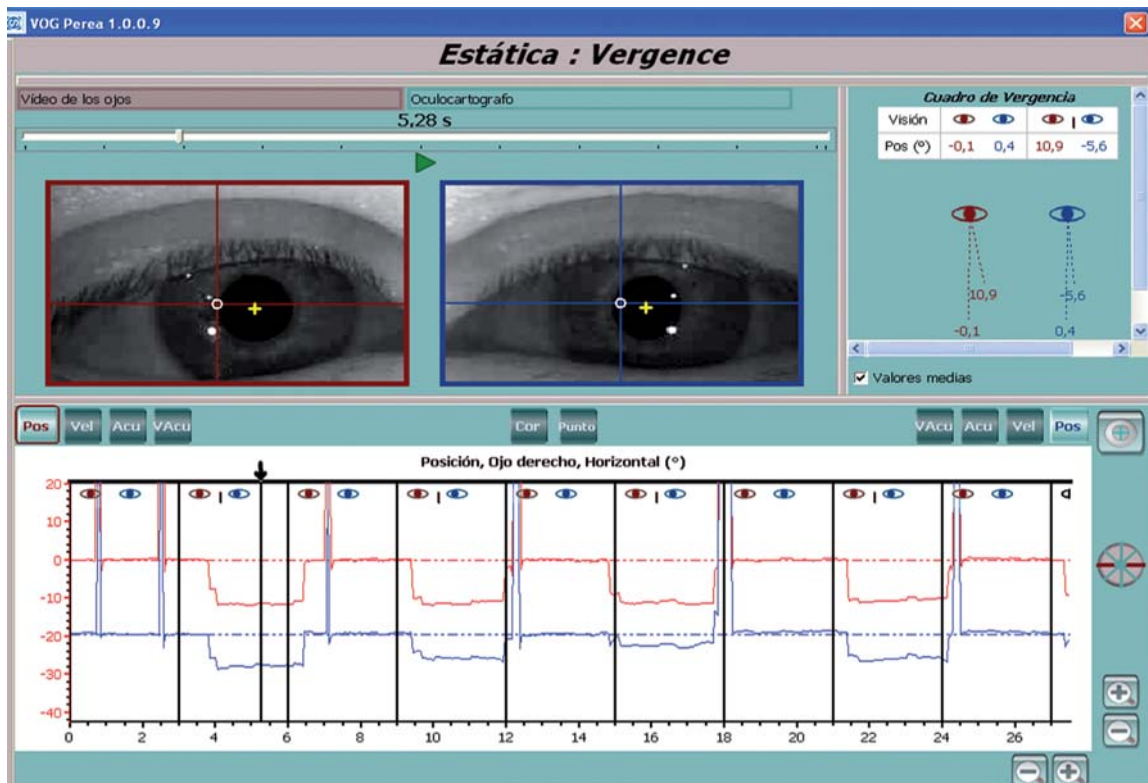 VOG Perea 1.0.0.9
Estática : Vergence
Vídeo de los ojos
Oculocartografo
5,28 s
Cuadro de Vergencia
Visión
Pos (°) -0,1 0,4 10,9 -5,6
10,9 -5,6
-0,1 0,4
Valores medias
Pos Vel Acu VAcu Cor Punto VAcu Acu Vel Pos
Posición, Ojo derecho, Horizontal (°)
20
10
0
-10
-20
-30
-40
0 2 4 6 8 10 12 14 16 18 20 22 24 26